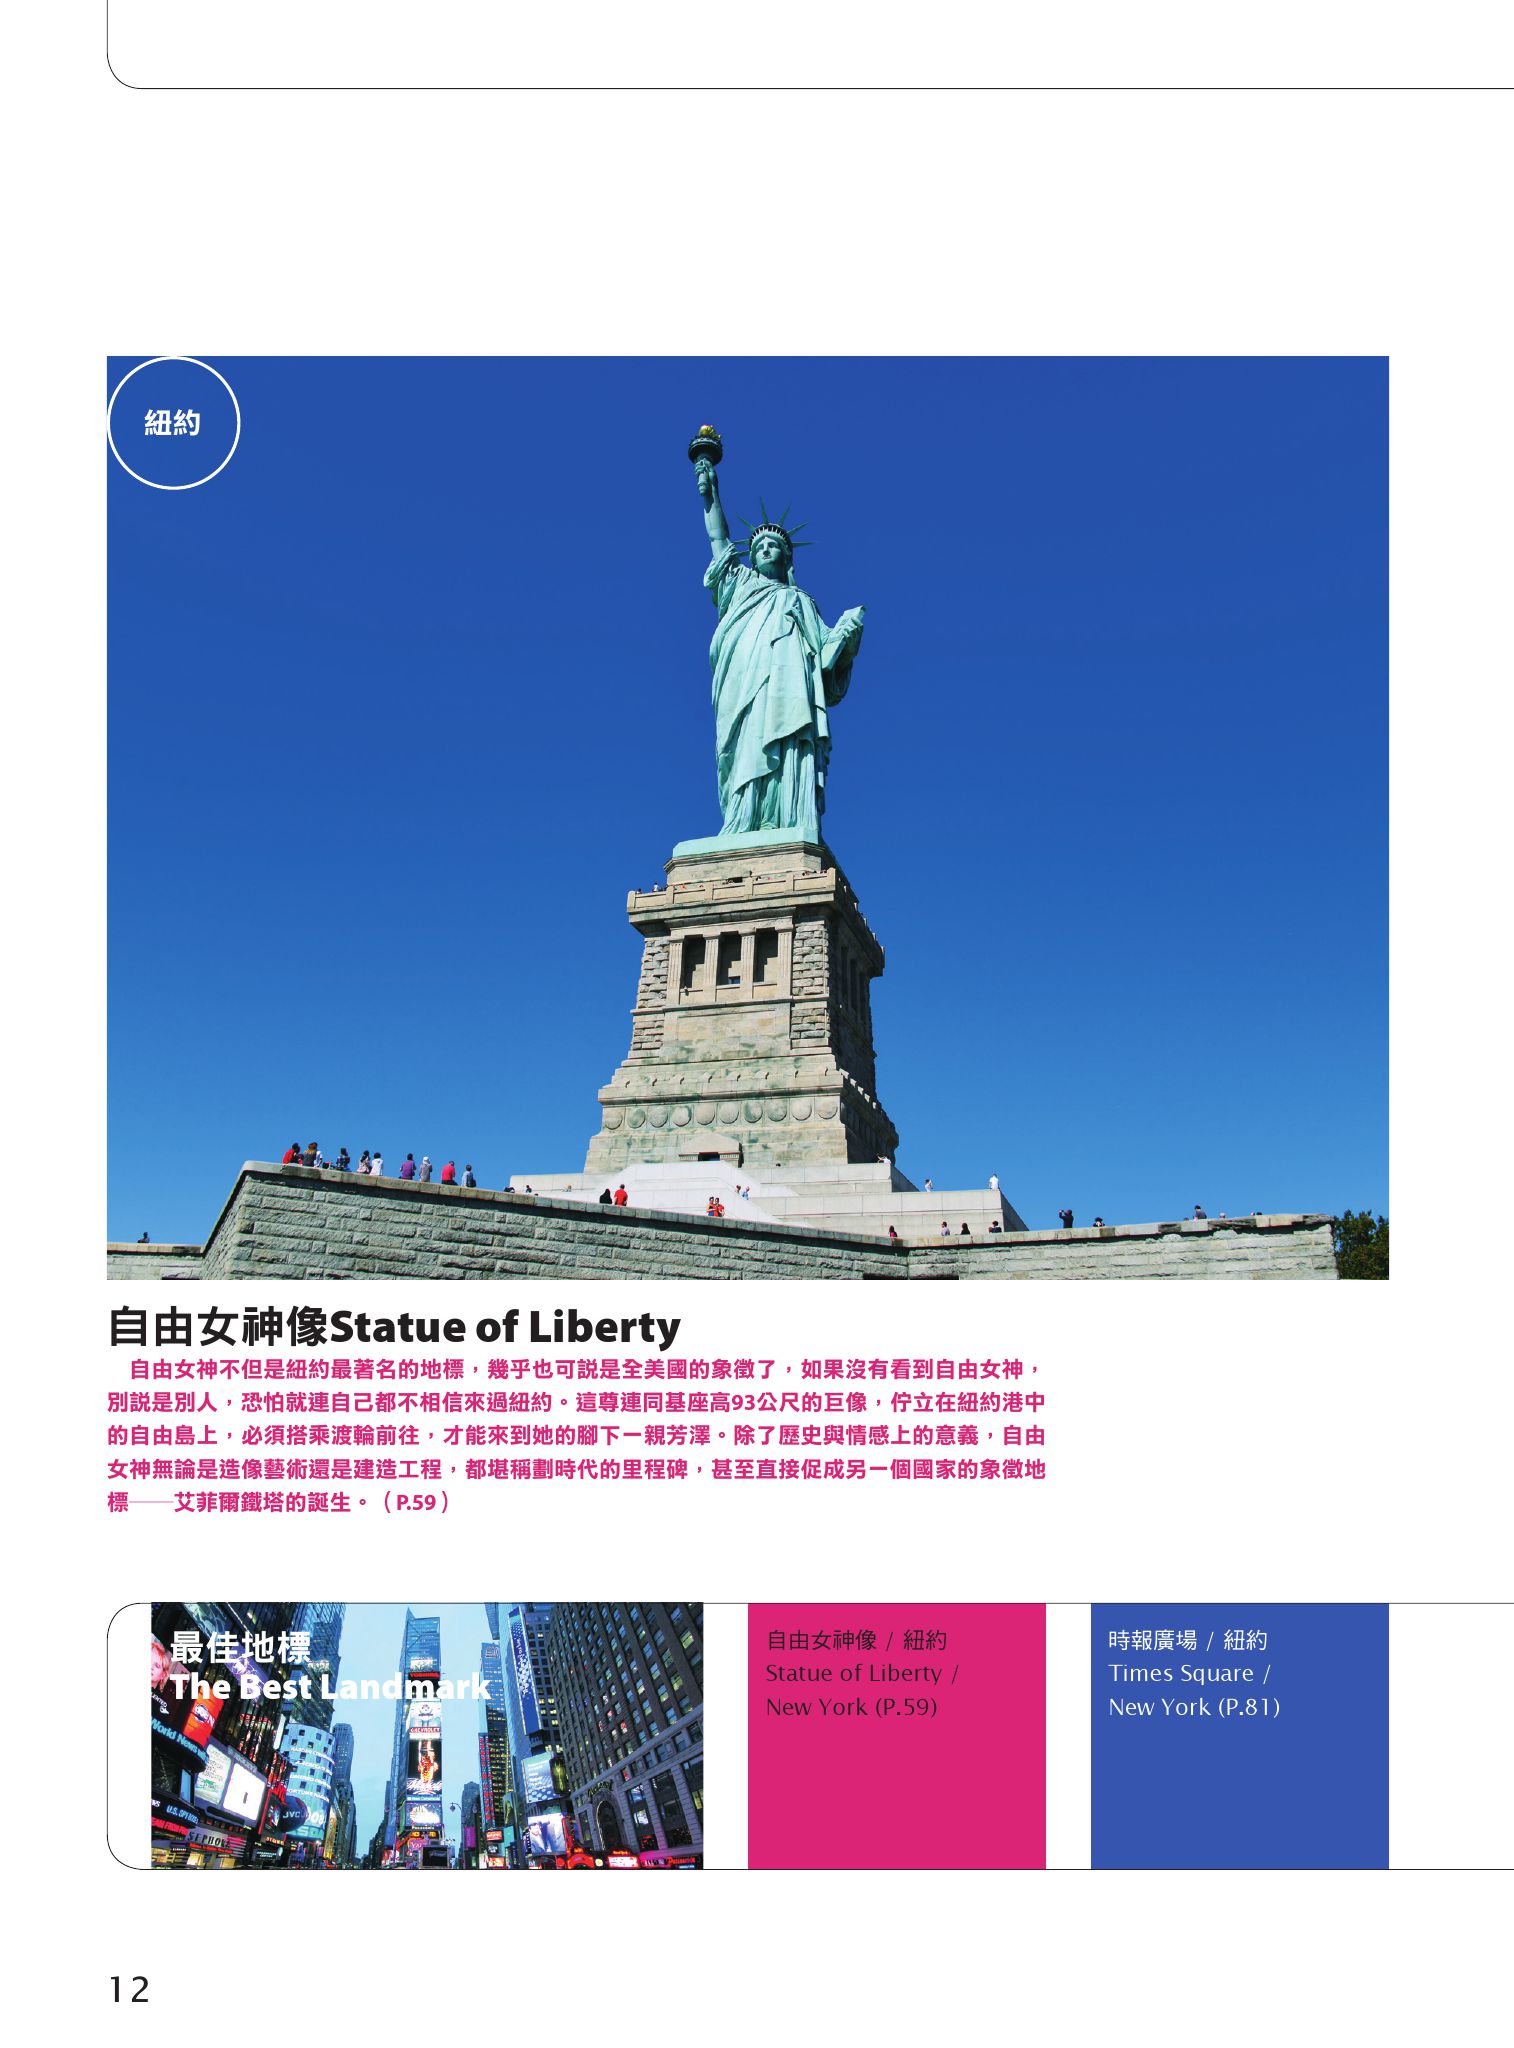 紐約
自由女神像Statue of Liberty
自由女神不但是紐約最著名的地標，幾乎也可說是全美國的象徵了，如果沒有看到自由女神，
別說是別人，恐怕就連自己都不相信來過紐約。這尊連同基座高93公尺的巨像，佇立在紐約港中
的自由島上，必須搭乘渡輪前往，才能來到她的腳下一親芳澤。除了歷史與情感上的意義，自由
女神無論是造像藝術還是建造工程，都堪稱劃時代的里程碑，甚至直接促成另一個國家的象徵地
標──艾菲爾鐵塔的誕生。（P.59）
最佳地標
The Best Landmark
World News
U.S. SPI
SEPHORA
JVC
TOSHIBA
CHEVROLET
自由女神像 / 紐約
Statue of Liberty /
New York (P.59)
時報廣場 / 紐約
Times Square /
New York (P.81)
12